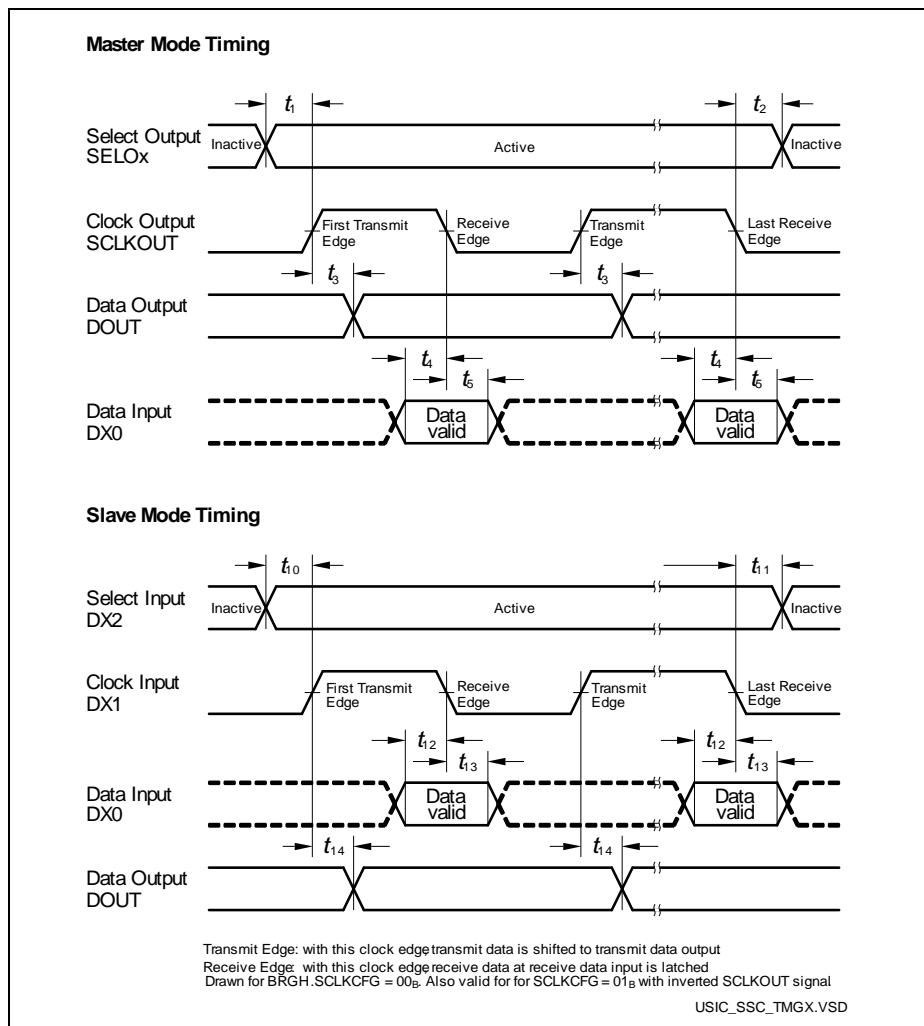 Master Mode Timing
t1
t2
Select Output
SELOx
Inactive
Active
Inactive
Clock Output
SCLKOUT
First Transmit
Edge
Receive
Edge
Transmit
Edge
Last Receive
Edge
t3
t3
Data Output
DOUT
t4
t5
t4
t5
Data Input
DX0
Data
valid
Data
valid
Slave Mode Timing
t10
t11
Select Input
DX2
Inactive
Active
Inactive
Clock Input
DX1
First Transmit
Edge
Receive
Edge
Transmit
Edge
Last Receive
Edge
t12
t13
t12
t13
Data Input
DX0
Data
valid
Data
valid
t14
t14
Data Output
DOUT
Transmit Edge: with this clock edge, transmit data is shifted to transmit data output
Receive Edge: with this clock edge, receive data at receive data input is latched
Drawn for BRGH.SCLKCFG = 00B. Also valid for for SCLKCFG = 01B with inverted SCLKOUT signal.
USIC_SSC_TMGX.VSD